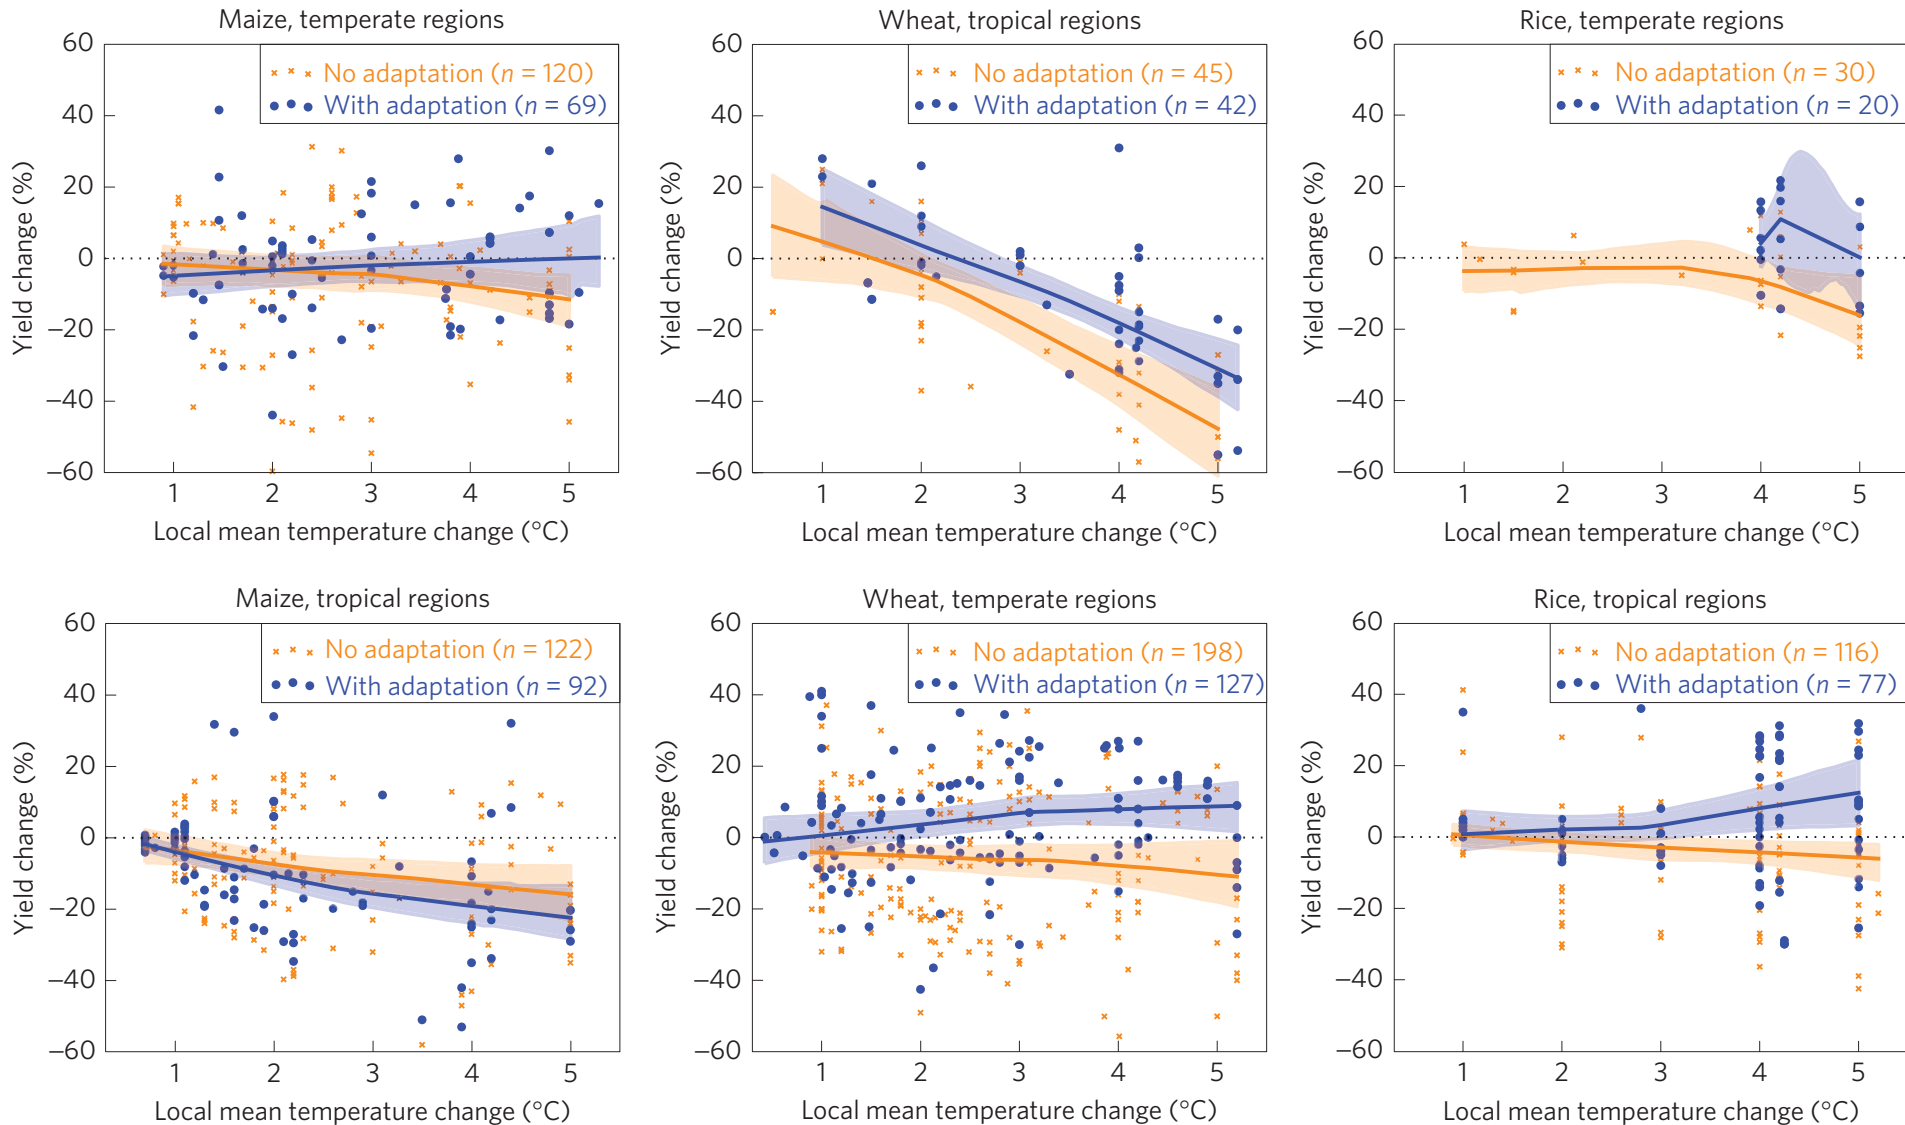 Maize, temperate regions
No adaptation (n = 120)
With adaptation (n = 69)
Yield change (%)
60
40
20
0
−20
−40
−60
1 2 3 4 5
Local mean temperature change (°C)
Wheat, tropical regions
No adaptation (n = 45)
With adaptation (n = 42)
Yield change (%)
60
40
20
0
−20
−40
−60
1 2 3 4 5
Local mean temperature change (°C)
Rice, temperate regions
No adaptation (n = 30)
With adaptation (n = 20)
Yield change (%)
60
40
20
0
−20
−40
−60
1 2 3 4 5
Local mean temperature change (°C)
Maize, tropical regions
No adaptation (n = 122)
With adaptation (n = 92)
Yield change (%)
60
40
20
0
−20
−40
−60
1 2 3 4 5
Local mean temperature change (°C)
Wheat, temperate regions
No adaptation (n = 198)
With adaptation (n = 127)
Yield change (%)
60
40
20
0
−20
−40
−60
1 2 3 4 5
Local mean temperature change (°C)
Rice, tropical regions
No adaptation (n = 116)
With adaptation (n = 77)
Yield change (%)
60
40
20
0
−20
−40
−60
1 2 3 4 5
Local mean temperature change (°C)